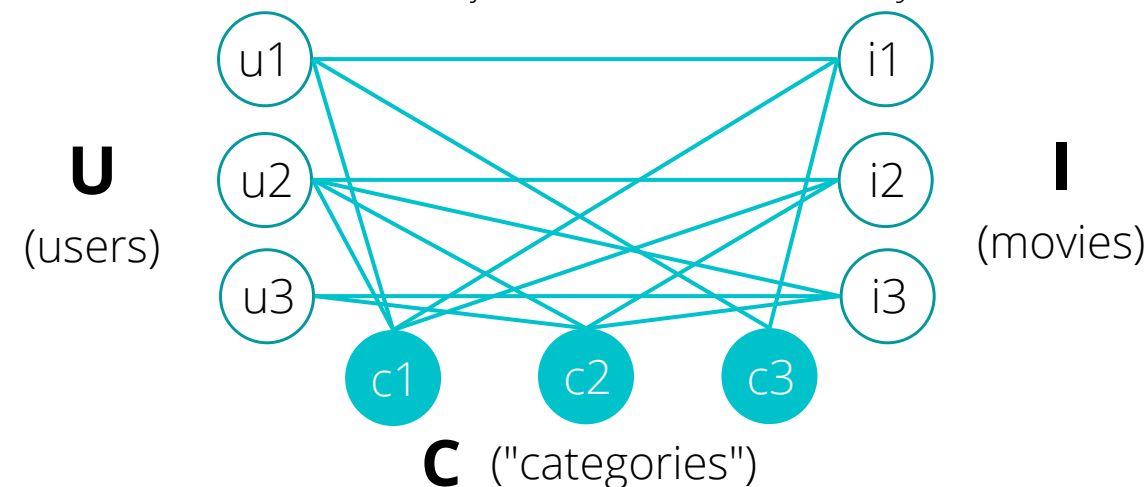 u1
i1
U
u2
i2
I
(users)
(movies)
u3
i3
c1
c2
c3
C ("categories")